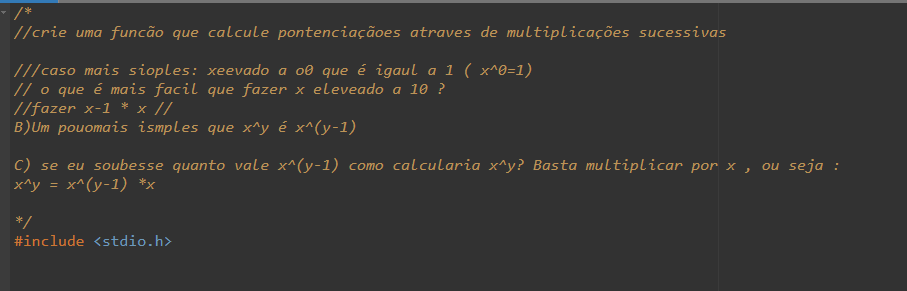 /*
//crie uma funcão que calcule pontenciaçãoes atraves de multiplicações sucessivas
///caso mais sioples: xeevado a o0 que é igaul a 1 ( x^0=1)
// o que é mais facil que fazer x eleveado a 10 ?
//fazer x-1 * x //
B)Um pouomais ismples que x^y é x^(y-1)
C) se eu soubesse quanto vale x^(y-1) como calcularia x^y? Basta multiplicar por x , ou seja :
x^y = x^(y-1) *x
*/
#include <stdio.h>